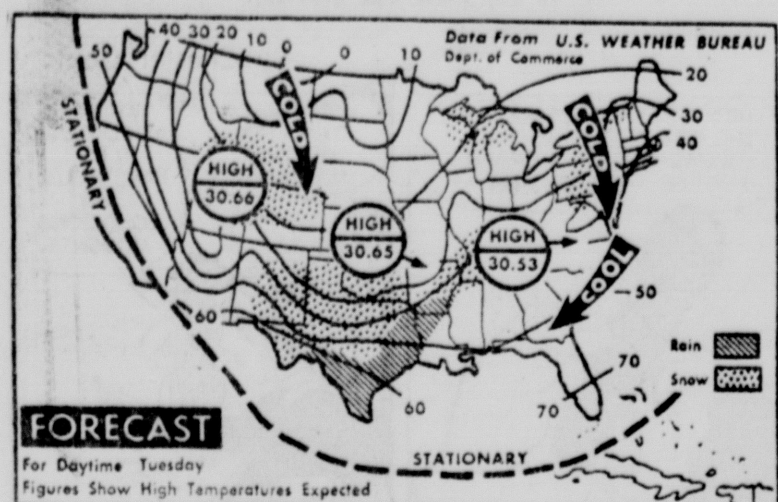 Data From U.S. WEATHER BUREAU
Dept. of Commerce
50 40 30 20 10 0 0 10
20
30
40
STATIONARY
COLD
COLD
HIGH
30.66
HIGH
30.65
HIGH
30.53
COOL
50
60
Rain
Snow
70
60
70
FORECAST
STATIONARY
For Daytime Tuesday
Figures Show High Temperatures Expected